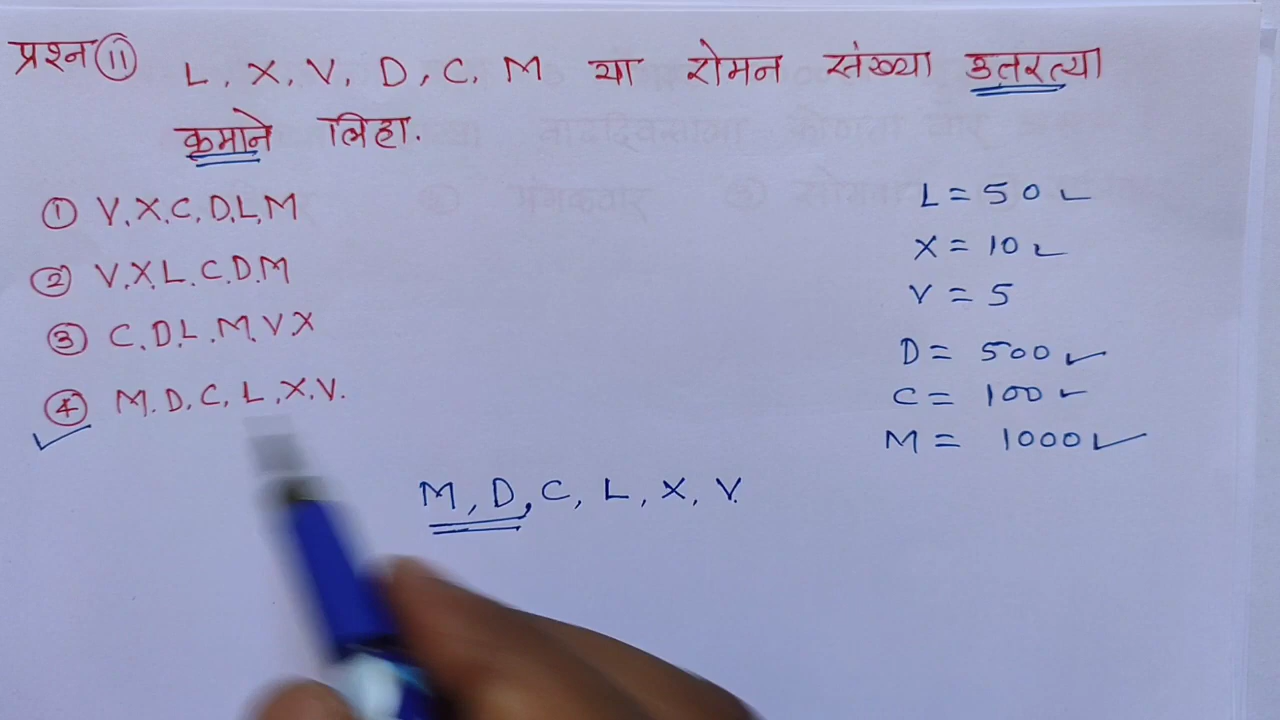 प्रश्न ⑪ L, X, V, D, C, M या रोमन संख्या उतरत्या
क्रमाने लिहा.
① V, X, C, D, L, M
② V, X, L, C, D, M
③ C, D, L, M, V X
④ M, D, C, L, X, V.
L = 50 ✓
X = 10 ✓
V = 5
D = 500 ✓
C = 100 ✓
M = 1000 ✓
M, D, C, L, X, V.